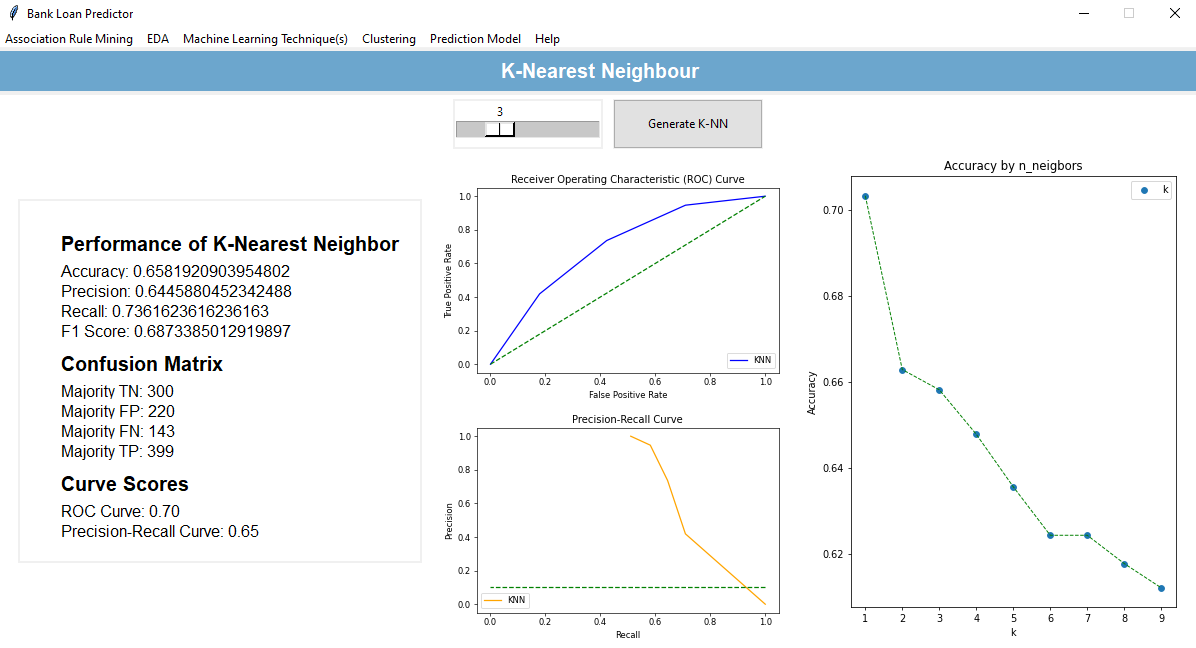 Bank Loan Predictor
Association Rule Mining EDA Machine Learning Technique(s) Clustering Prediction Model Help
K-Nearest Neighbour
3
Generate K-NN
Performance of K-Nearest Neighbor
Accuracy: 0.6581920903954802
Precision: 0.6445880452342488
Recall: 0.7361623616236163
F1 Score: 0.6873385012919897
Confusion Matrix
Majority TN: 300
Majority FP: 220
Majority FN: 143
Majority TP: 399
Curve Scores
ROC Curve: 0.70
Precision-Recall Curve: 0.65
Receiver Operating Characteristic (ROC) Curve
True Positive Rate
1.0
0.8
0.6
0.4
0.2
0.0
KNN
0.0 0.2 0.4 0.6 0.8 1.0
False Positive Rate
Precision-Recall Curve
Precision
1.0
0.8
0.6
0.4
0.2
0.0
KNN
0.0 0.2 0.4 0.6 0.8 1.0
Recall
Accuracy by n_neigbors
k
Accuracy
0.70
0.68
0.66
0.64
0.62
1 2 3 4 5 6 7 8 9
k